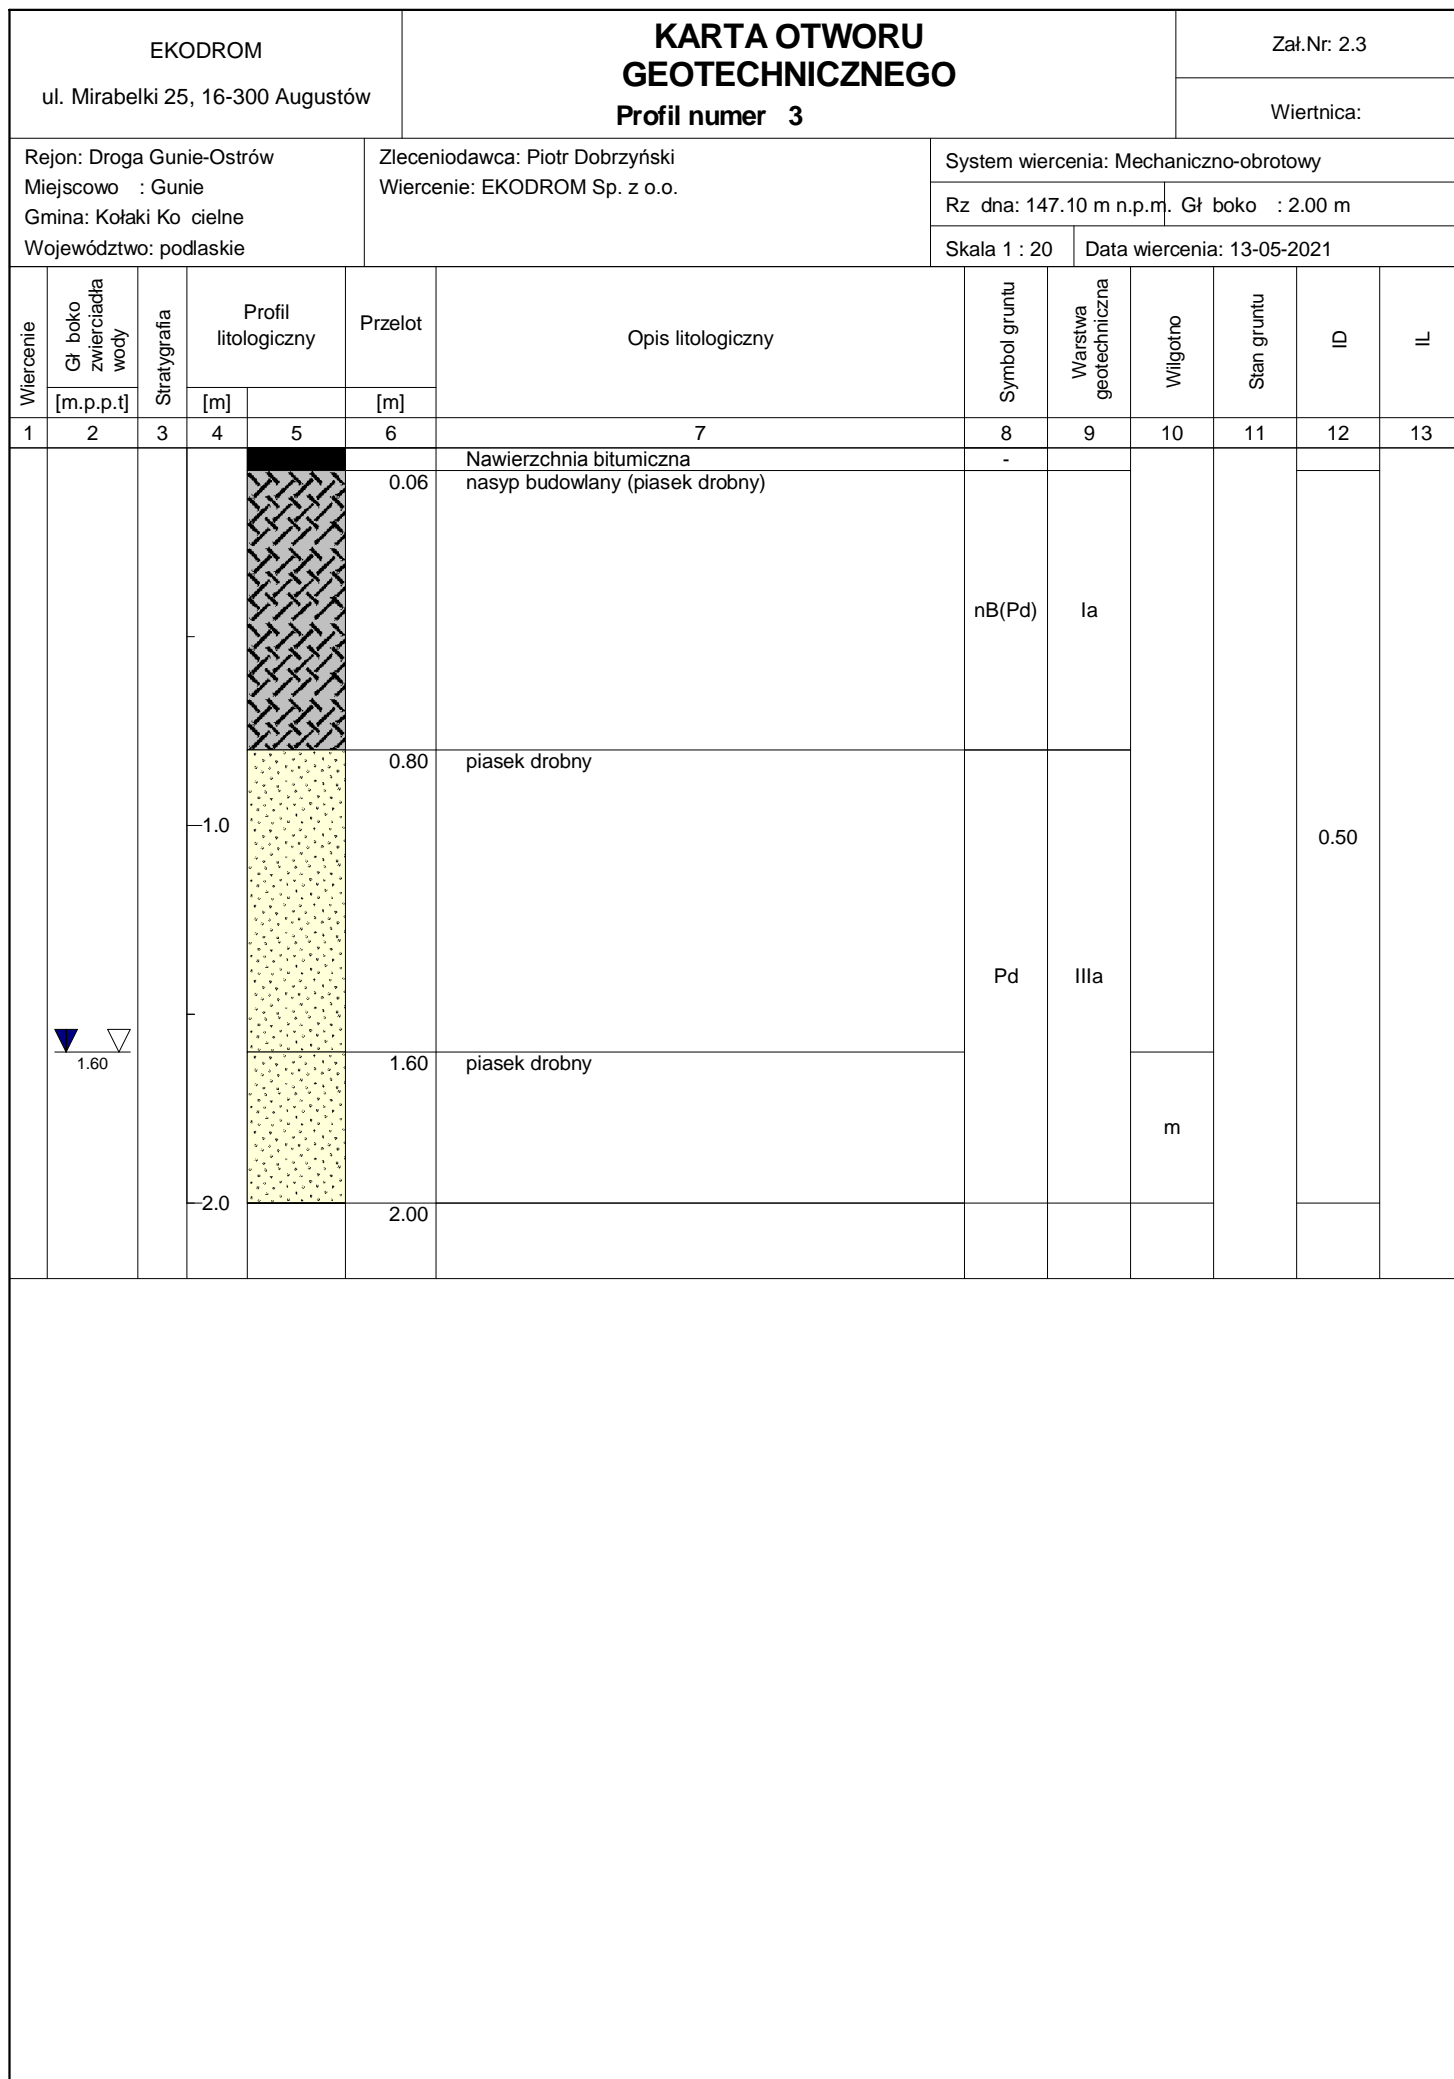 EKODROM
ul. Mirabelki 25, 16-300 Augustów
KARTA OTWORU
GEOTECHNICZNEGO
Profil numer 3
Zał.Nr: 2.3
Wiertnica:
Rejon: Droga Gunie-Ostrów
Miejscowo : Gunie
Gmina: Kołaki Ko cielne
Województwo: podlaskie
Zleceniodawca: Piotr Dobrzyński
Wiercenie: EKODROM Sp. z o.o.
System wiercenia: Mechaniczno-obrotowy
Rz dna: 147.10 m n.p.m. Gł boko : 2.00 m
Skala 1 : 20 Data wiercenia: 13-05-2021
Wiercenie
Gł boko
zwierciadła
wody
[m.p.p.t]
Stratygrafia
Profil
litologiczny
[m]
Przelot
[m]
Opis litologiczny
Symbol gruntu
Warstwa
geotechniczna
Wilgotno
Stan gruntu
ID
IL
1 2 3 4 5 6 7 8 9 10 11 12 13
Nawierzchnia bitumiczna -
0.06 nasyp budowlany (piasek drobny)
nB(Pd) Ia
0.80 piasek drobny
1.0
0.50
Pd IIIa
1.60
1.60 piasek drobny
m
2.0
2.00